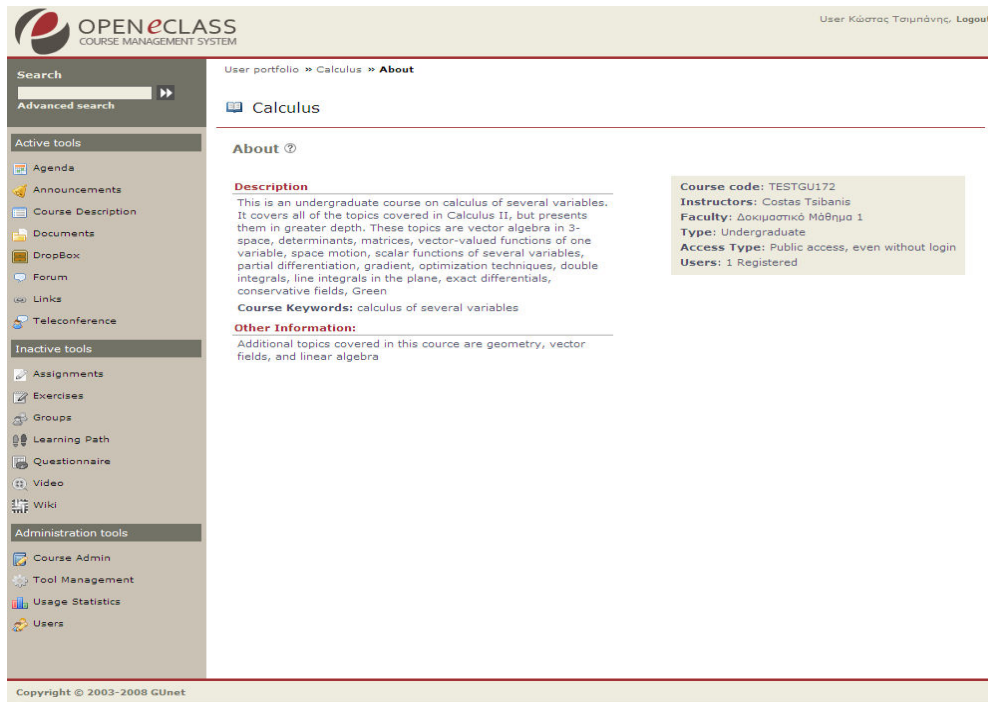 OPEN eCLASS
COURSE MANAGEMENT SYSTEM
User Κώστας Τσιμπάνης, Logout
Search
Advanced search
User portfolio » Calculus » About
Calculus
Active tools
Agenda
Announcements
Course Description
Documents
DropBox
Forum
Links
Teleconference
Inactive tools
Assignments
Exercises
Groups
Learning Path
Questionnaire
Video
Wiki
Administration tools
Course Admin
Tool Management
Usage Statistics
Users
About ?
Description
This is an undergraduate course on calculus of several variables.
It covers all of the topics covered in Calculus II, but presents
them in greater depth. These topics are vector algebra in 3-
space, determinants, matrices, vector-valued functions of one
variable, space motion, scalar functions of several variables,
partial differentiation, gradient, optimization techniques, double
integrals, line integrals in the plane, exact differentials,
conservative fields, Green
Course Keywords: calculus of several variables
Other Information:
Additional topics covered in this cource are geometry, vector
fields, and linear algebra
Course code: TESTGU172
Instructors: Costas Tsibanis
Faculty: Δοκιμαστικό Μάθημα 1
Type: Undergraduate
Access Type: Public access, even without login
Users: 1 Registered
Copyright © 2003-2008 GUnet